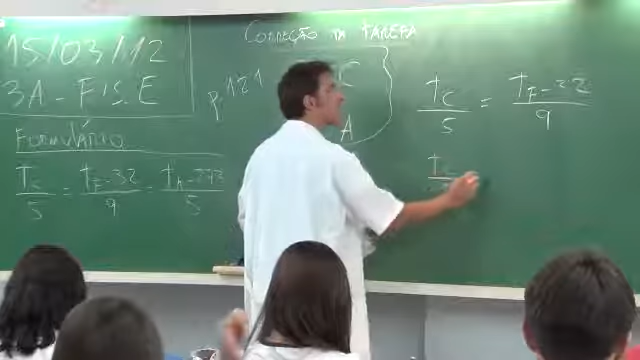 15/03/12
3A - FIS. E
CORREÇÃO DA TAREFA
p. 121
C
A
Formulário
tc/5 = tF - 32/9 = tK - 273/5
tc/5 = tF - 32/9
tc